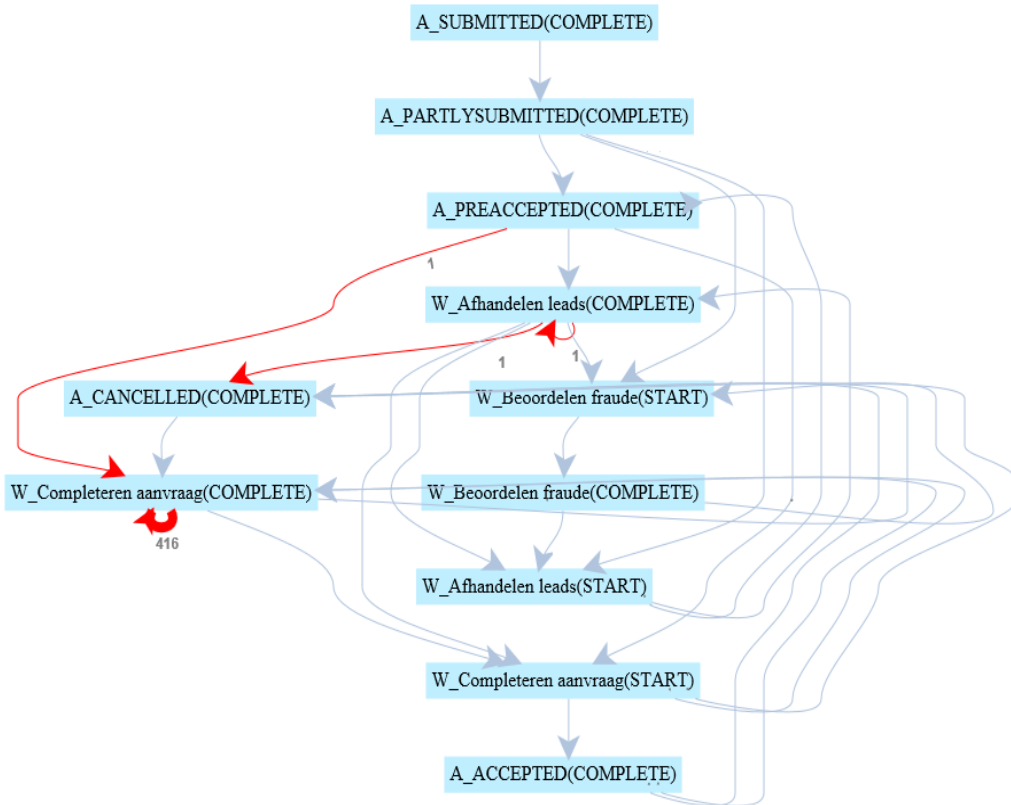 A_SUBMITTED(COMPLETE)
A_PARTLYSUBMITTED(COMPLETE)
A_PREACCEPTED(COMPLETE)
1
W_Afhandelen leads(COMPLETE)
1
1
A_CANCELLED(COMPLETE)
W_Beoordelen fraude(START)
W_Completeren aanvraag(COMPLETE)
W_Beoordelen fraude(COMPLETE)
416
W_Afhandelen leads(START)
W_Completeren aanvraag(START)
A_ACCEPTED(COMPLETE)